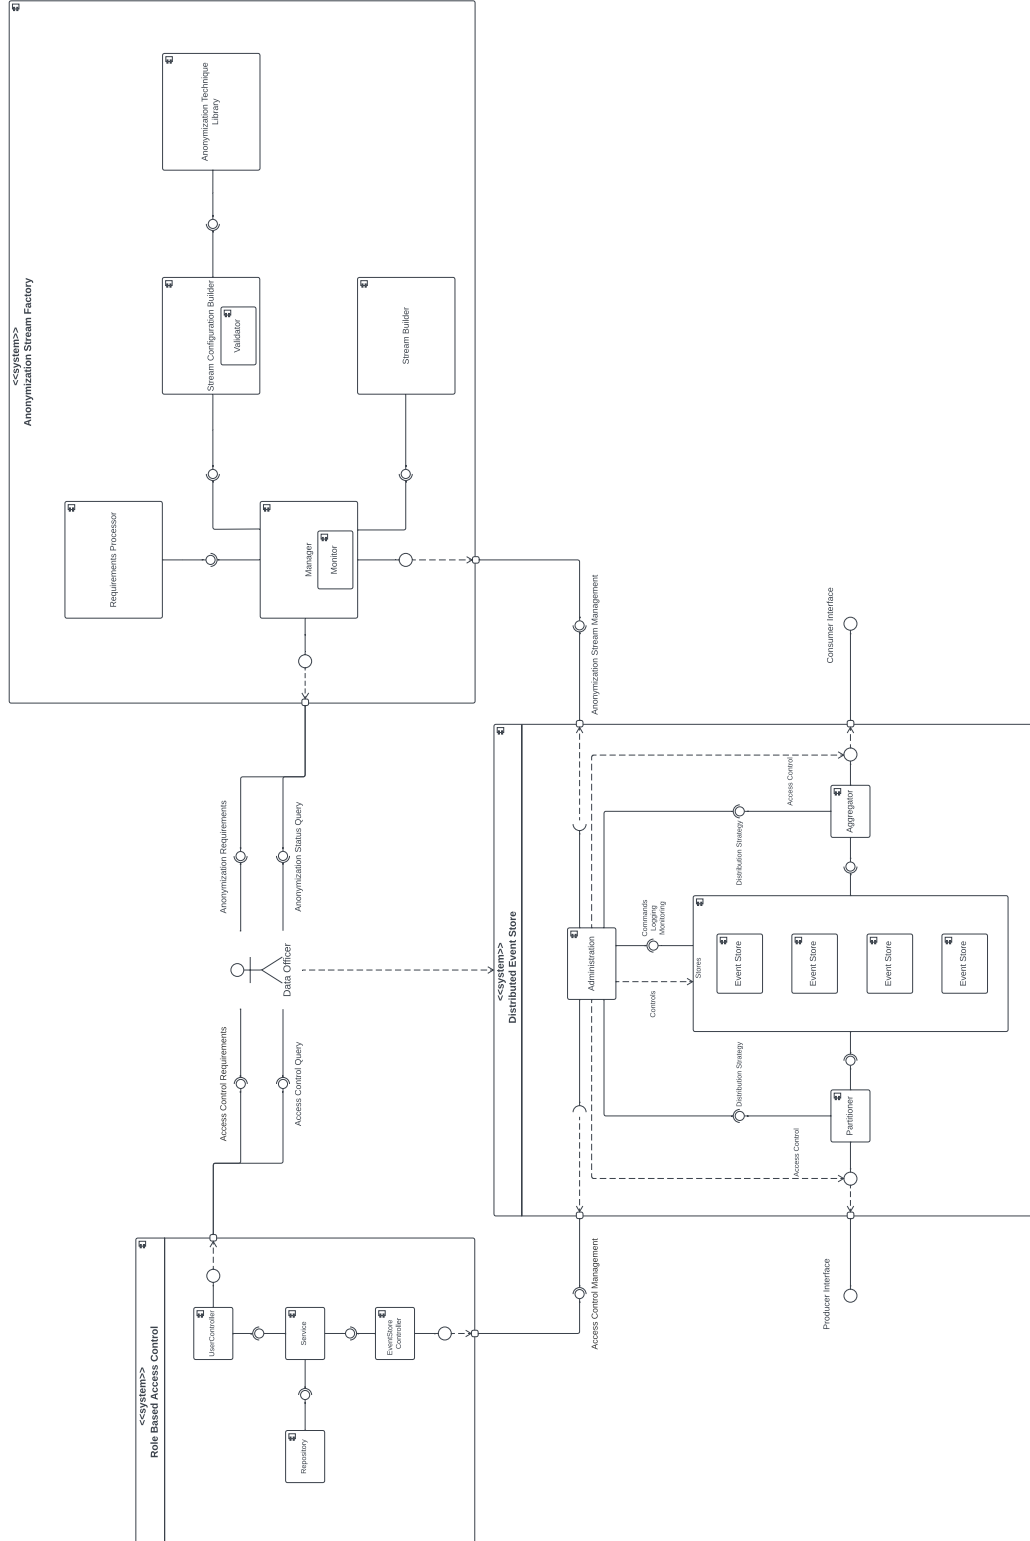 <<system>>
Anonymization Stream Factory
Anonymization Technique
Library
Stream Configuration Builder
Validator
Stream Builder
Requirements Processor
Manager
Monitor
Anonymization Requirements
Anonymization Status Query
Data Officer
Access Control Requirements
Access Control Query
<<system>>
Role Based Access Control
UserController
Service
EventStore
Controller
Repository
Anonymization Stream Management
Access Control Management
<<system>>
Distributed Event Store
Administration
Commands
Logging
Monitoring
Controls
Stores
Event Store
Event Store
Event Store
Event Store
Distribution Strategy
Distribution Strategy
Access Control
Access Control
Aggregator
Partitioner
Consumer Interface
Producer Interface